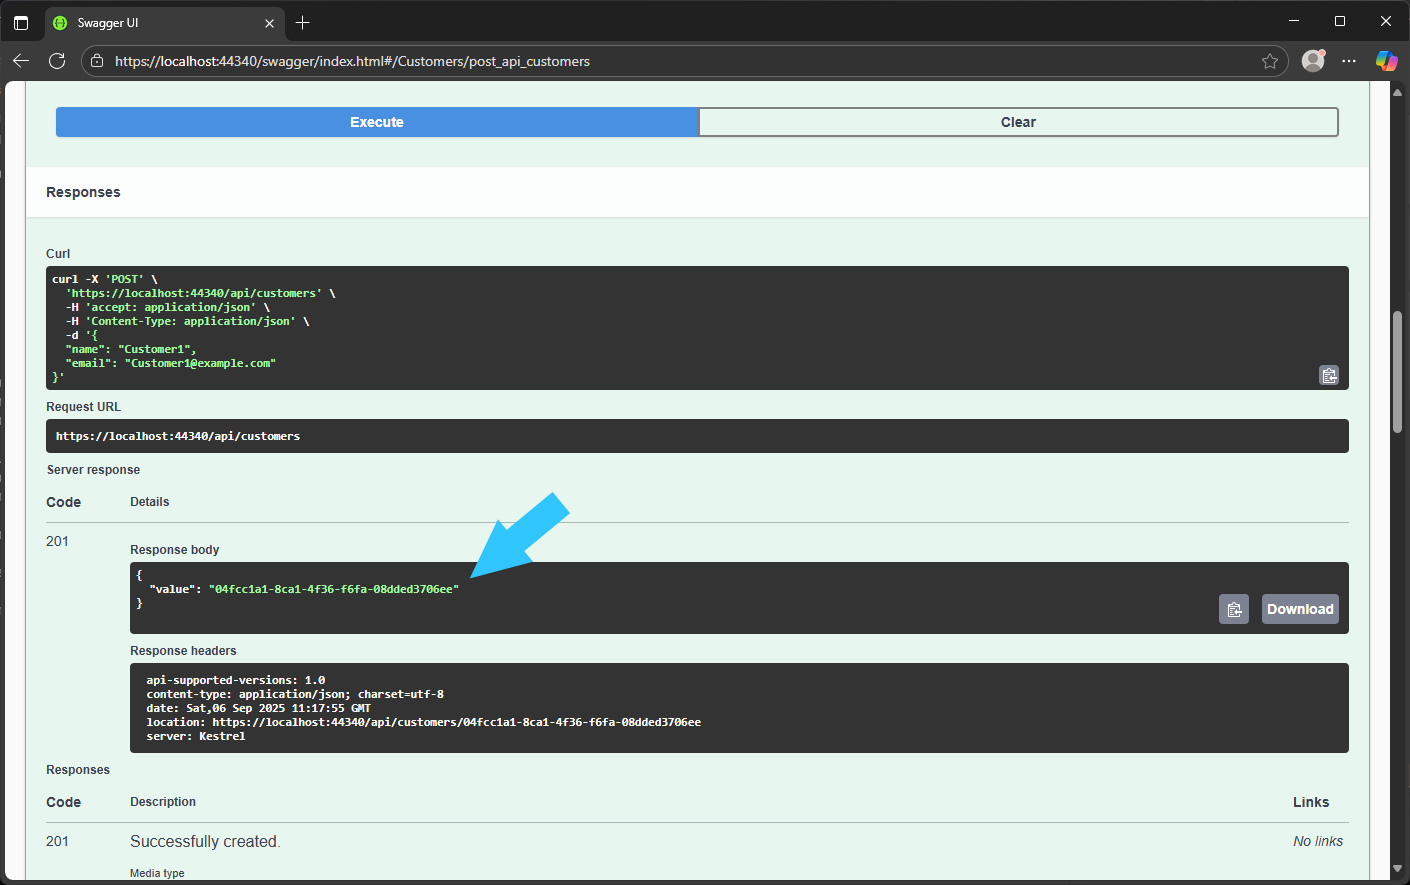 Swagger UI
https://localhost:44340/swagger/index.html#/Customers/post_api_customers
Execute
Clear
Responses
Curl
curl -X 'POST' \
'https://localhost:44340/api/customers' \
-H 'accept: application/json' \
-H 'Content-Type: application/json' \
-d '{
"name": "Customer1",
"email": "Customer1@example.com"
}'
Request URL
https://localhost:44340/api/customers
Server response
Code Details
201
Response body
{
"value": "04fcc1a1-8ca1-4f36-f6fa-08dded3706ee"
}
Download
Response headers
api-supported-versions: 1.0
content-type: application/json; charset=utf-8
date: Sat,06 Sep 2025 11:17:55 GMT
location: https://localhost:44340/api/customers/04fcc1a1-8ca1-4f36-f6fa-08dded3706ee
server: Kestrel
Responses
Code Description Links
201 Successfully created. No links
Media type